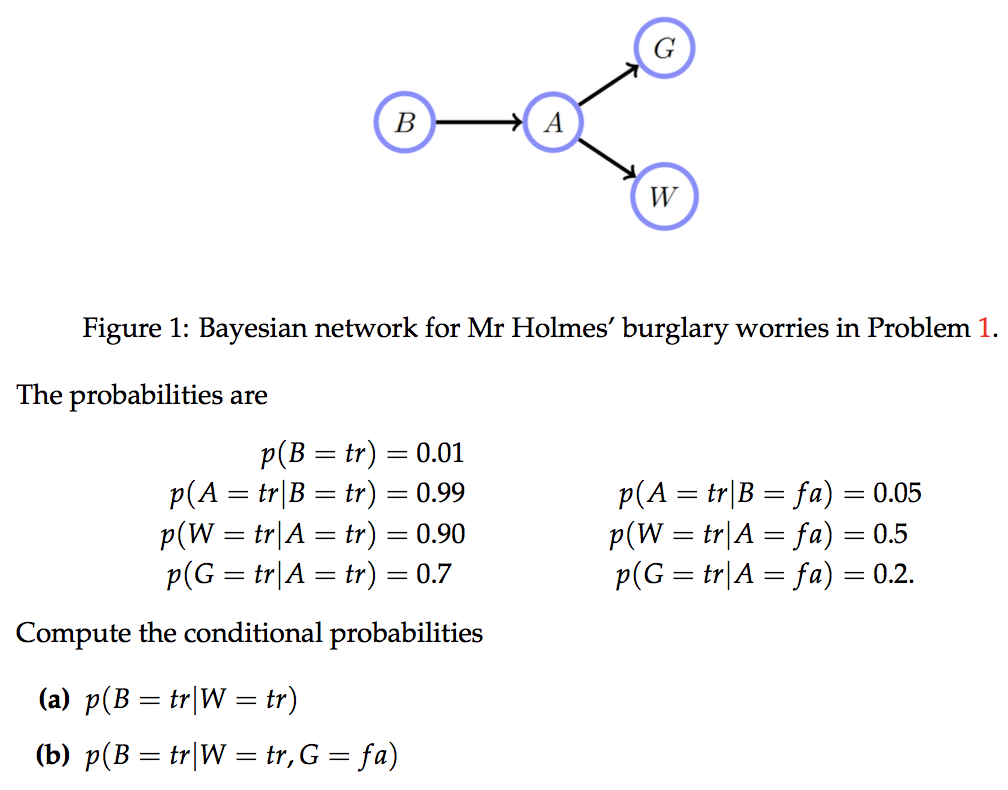 G
B
A
W
Figure 1: Bayesian network for Mr Holmes’ burglary worries in Problem 1.
The probabilities are
p(B = tr) = 0.01
p(A = tr|B = tr) = 0.99 p(A = tr|B = fa) = 0.05
p(W = tr|A = tr) = 0.90 p(W = tr|A = fa) = 0.5
p(G = tr|A = tr) = 0.7 p(G = tr|A = fa) = 0.2.
Compute the conditional probabilities
(a) p(B = tr|W = tr)
(b) p(B = tr|W = tr, G = fa)